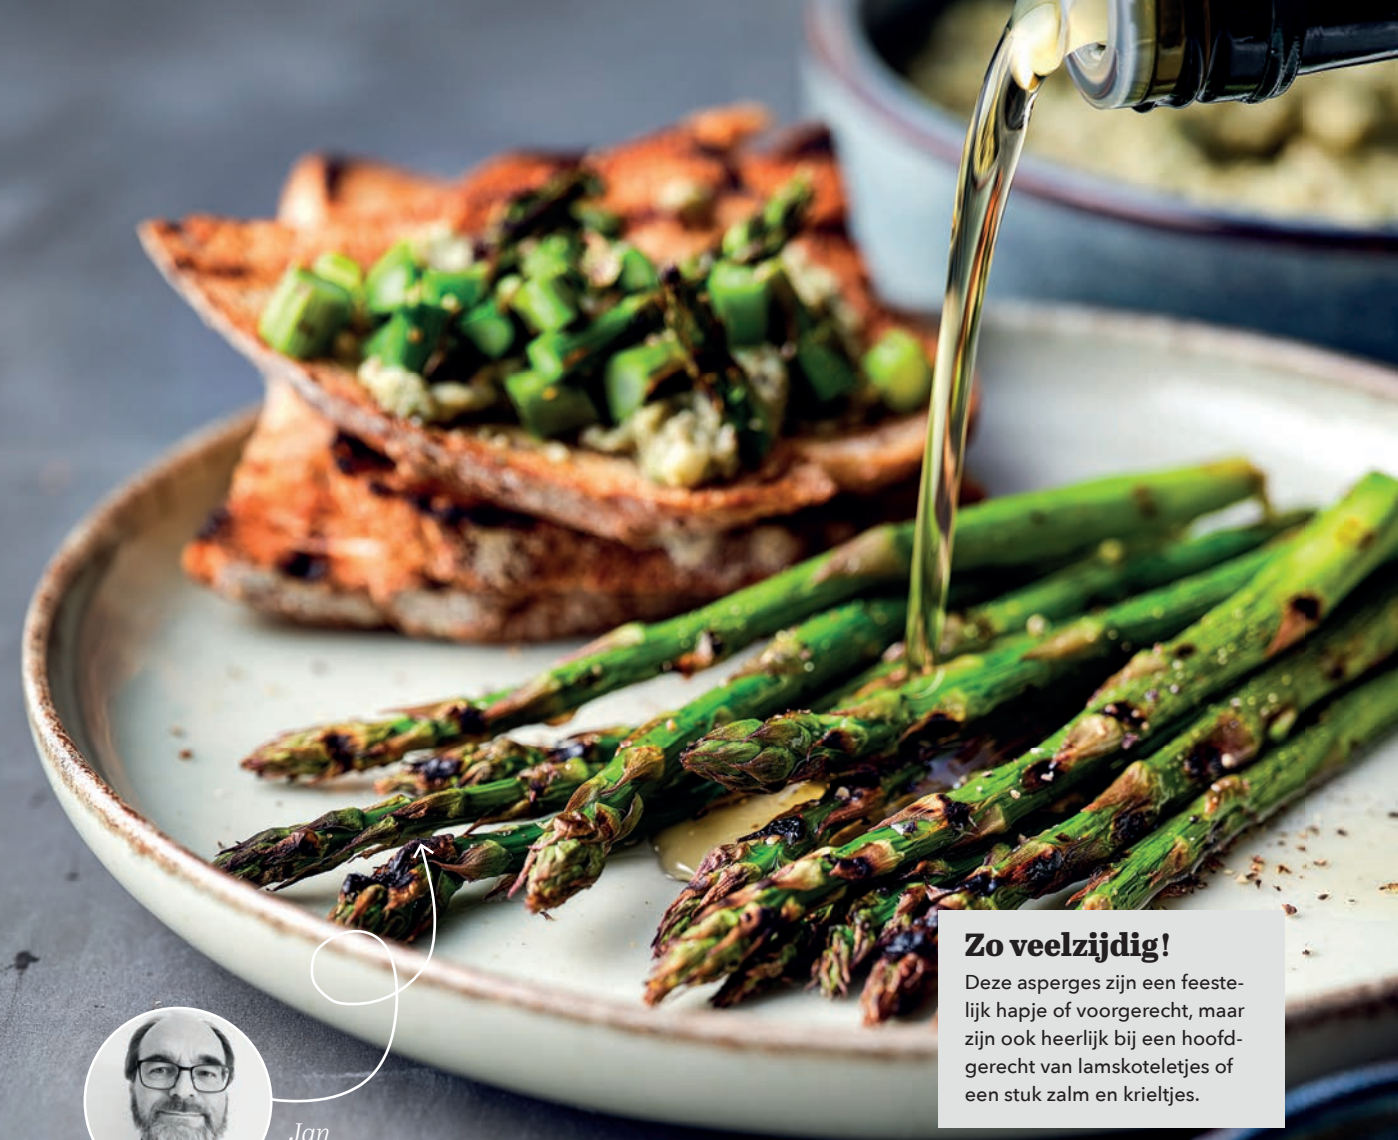 Zo veelzijdig!
Deze asperges zijn een feeste-
lijk hapje of voorgerecht, maar
zijn ook heerlijk bij een hoofd-
gerecht van lamskoteletjes of
een stuk zalm en krieltjes.
Jan